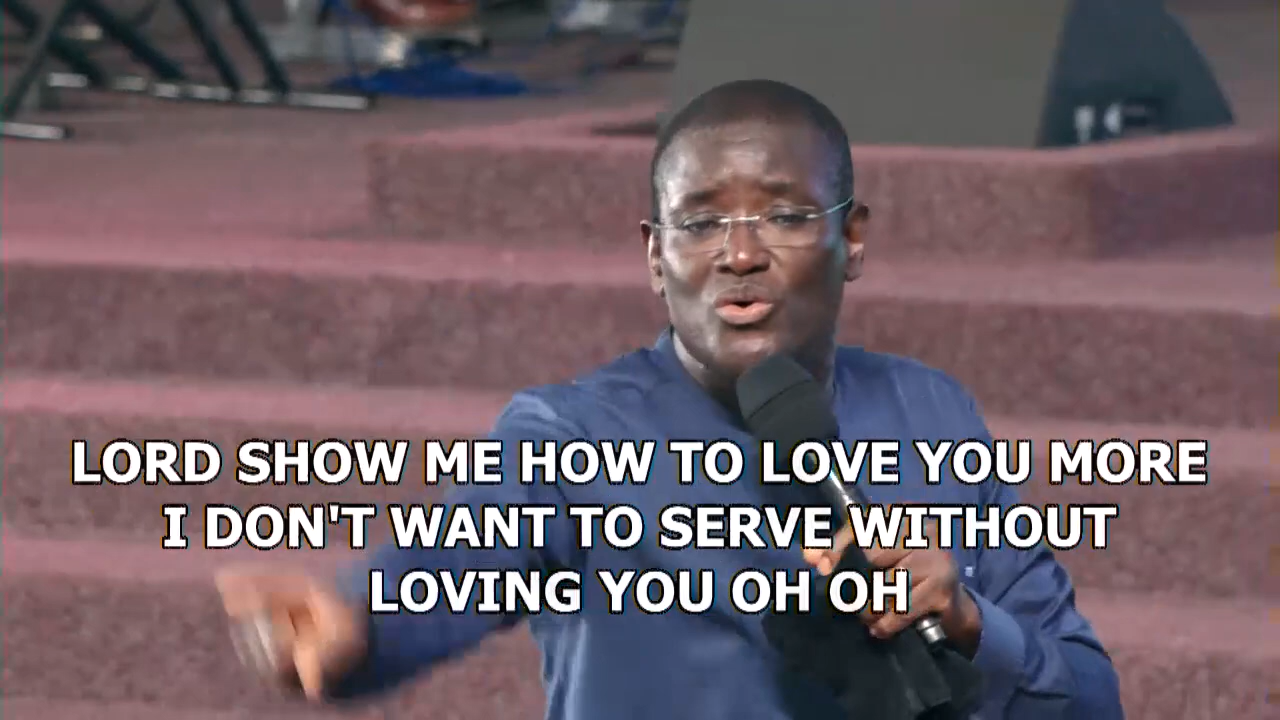 LORD SHOW ME HOW TO LOVE YOU MORE
I DON'T WANT TO SERVE WITHOUT
LOVING YOU OH OH